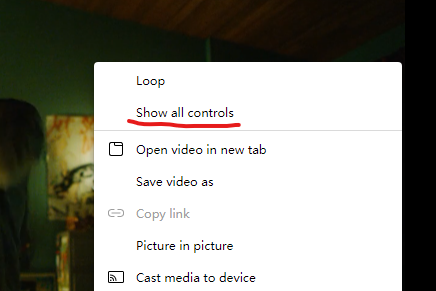 Loop
Show all controls
Open video in new tab
Save video as
Copy link
Picture in picture
Cast media to device